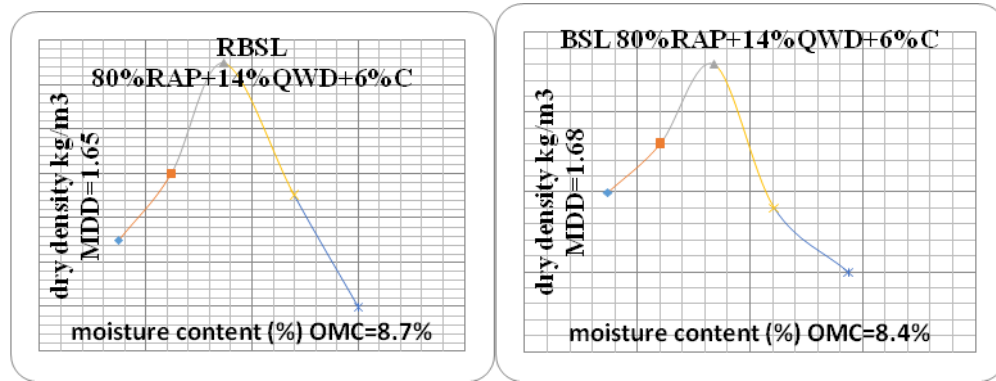 RBSL
80%RAP+14%QWD+6%C
dry density kg/m3
MDD=1.65
moisture content (%) OMC=8.7%
BSL 80%RAP+14%QWD+6%C
dry density kg/m3
MDD=1.68
moisture content (%) OMC=8.4%